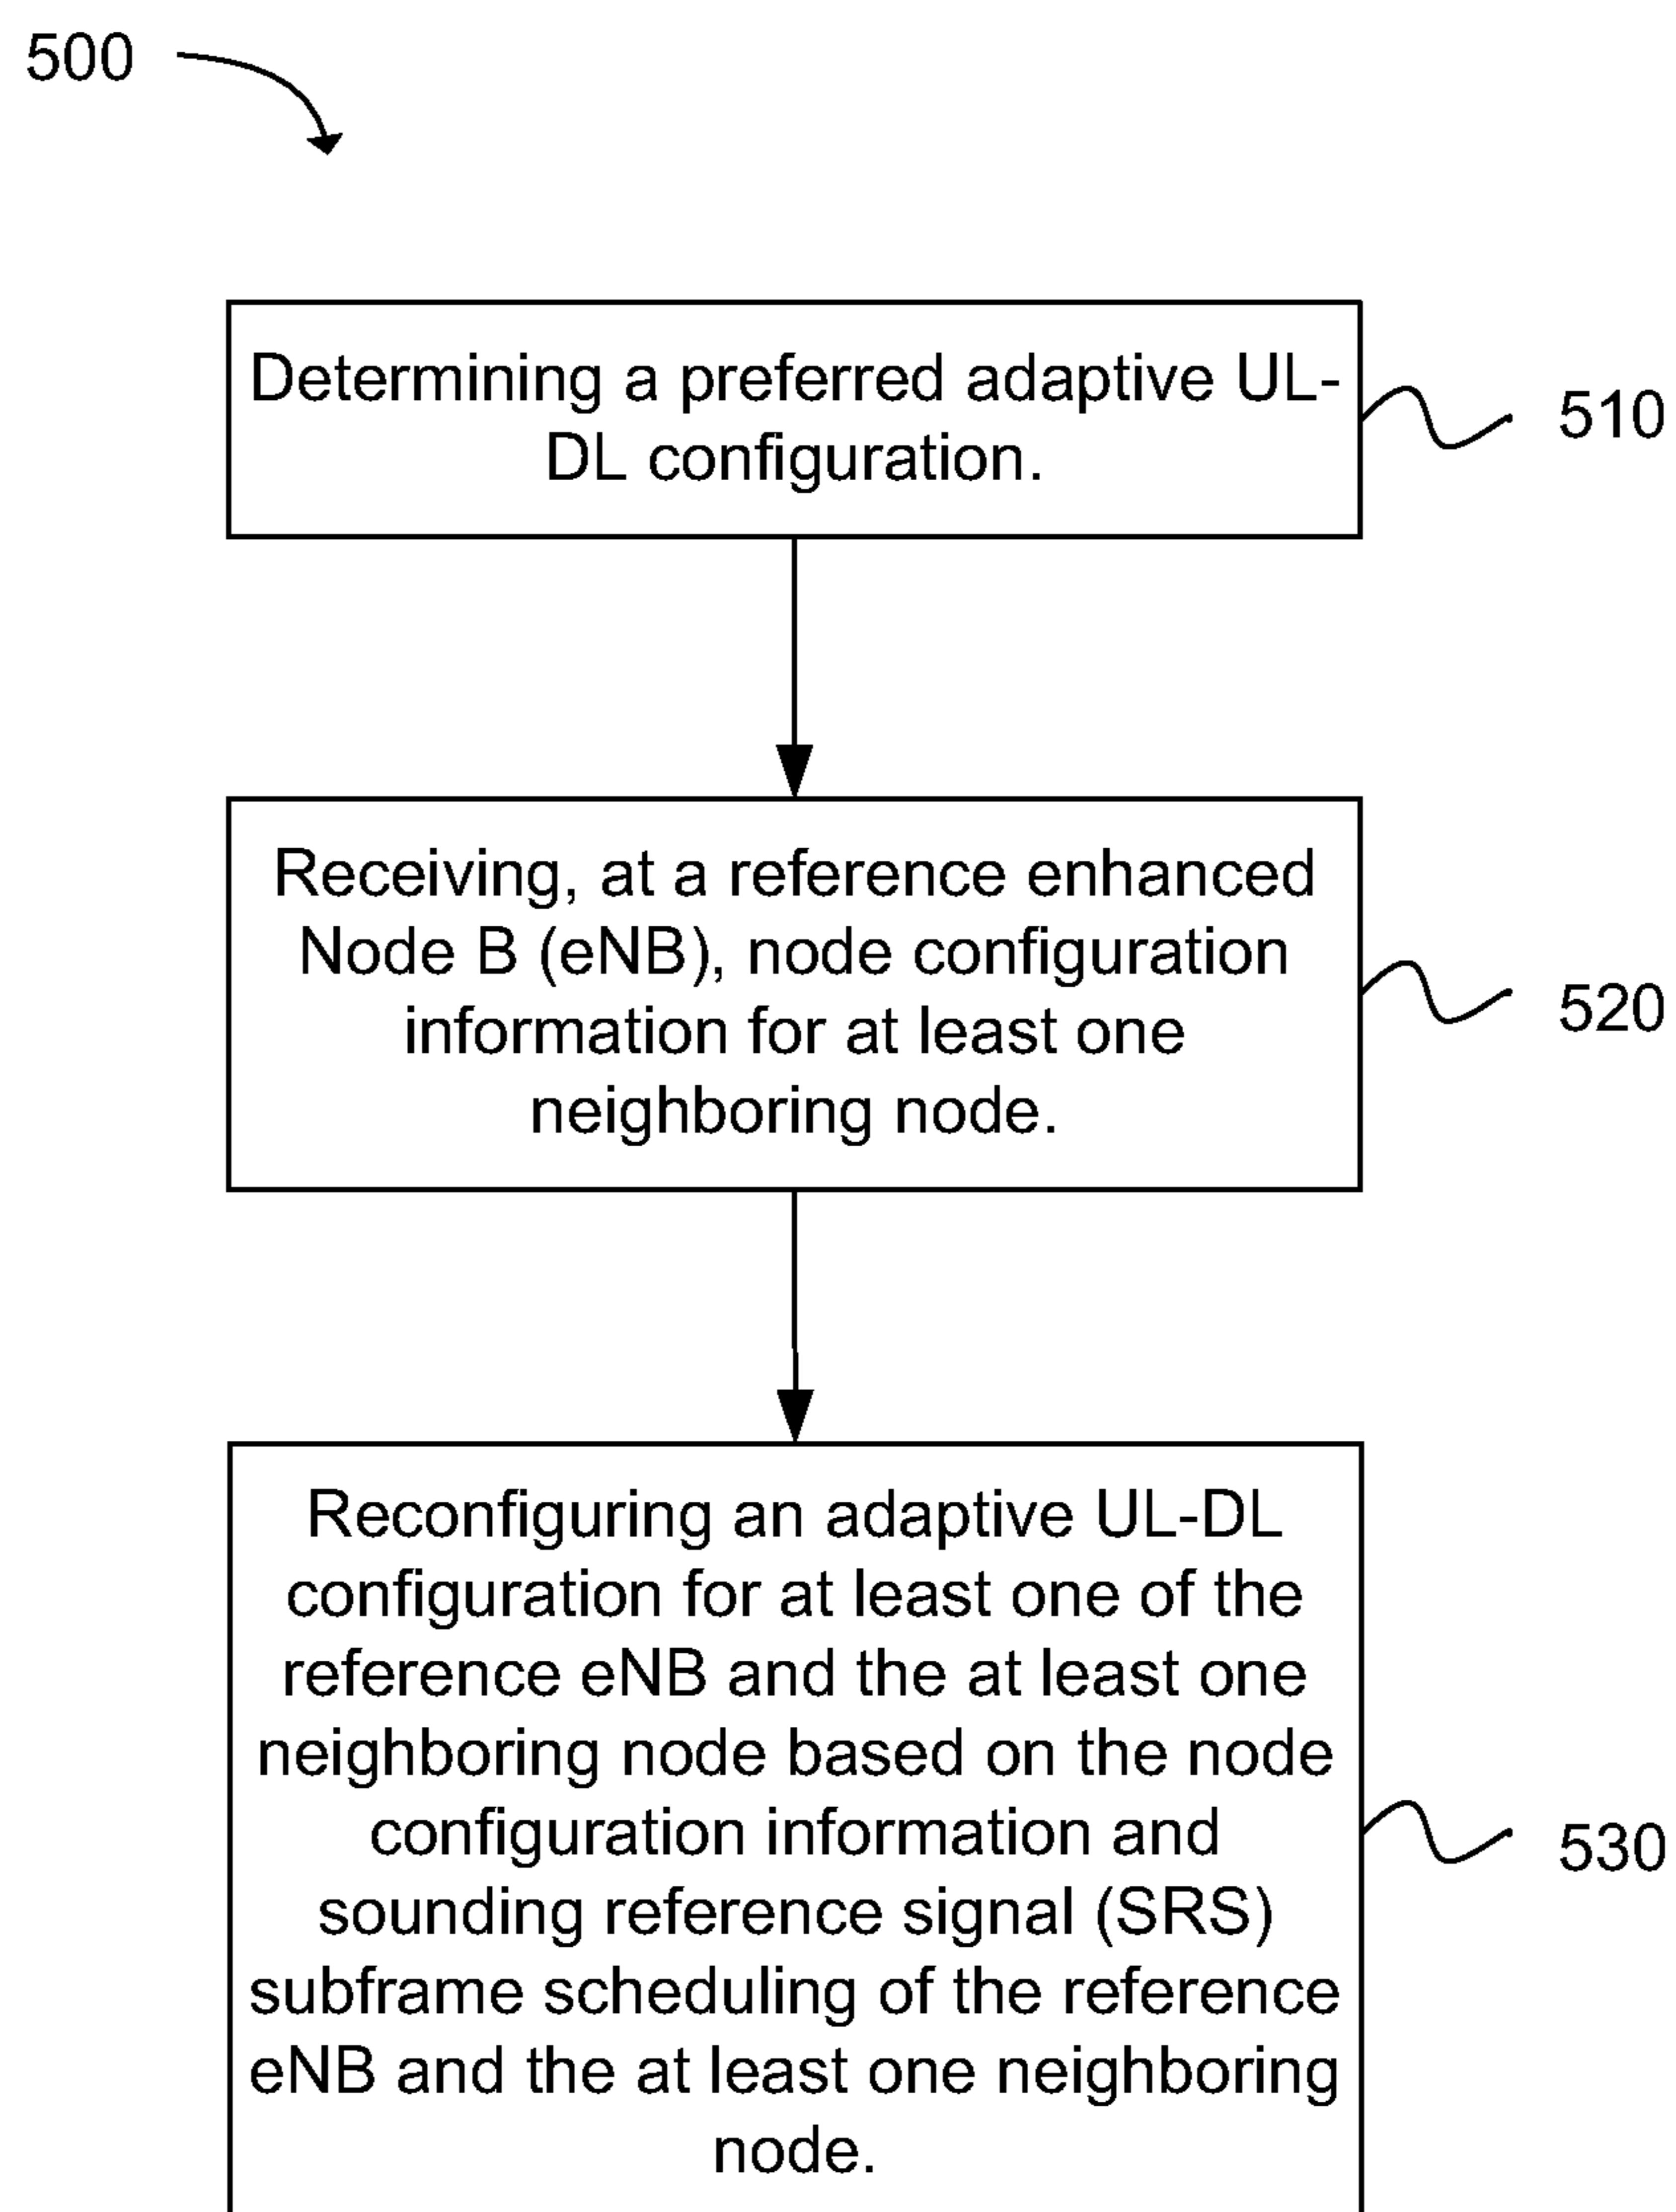 500
Determining a preferred adaptive UL-
DL configuration.
510
Receiving, at a reference enhanced
Node B (eNB), node configuration
information for at least one
neighboring node.
520
Reconfiguring an adaptive UL-DL
configuration for at least one of the
reference eNB and the at least one
neighboring node based on the node
configuration information and
sounding reference signal (SRS)
subframe scheduling of the reference
eNB and the at least one neighboring
node.
530